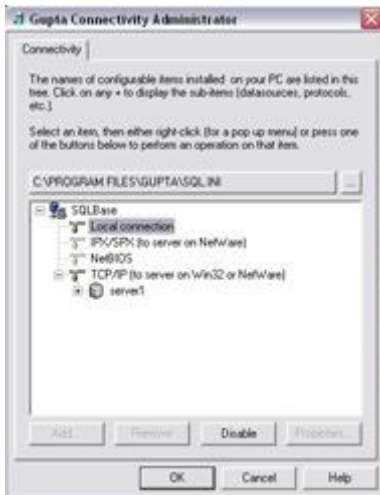 Gupta Connectivity Administrator
Connectivity
The names of configurable items installed on your PC are listed in this
tree. Click on any + to display the sub-items (datasources, protocols,
etc.).
Select an item, then either right-click (for a pop up menu) or press one
of the buttons below to perform an operation on that item.
C:\PROGRAM FILES\GUPTA\SQL.INI
...
SQLBase
Local connection
IPX/SPX (to server on NetWare)
NetBIOS
TCP/IP (to server on Win32 or NetWare)
server1
Add... Remove Disable Properties...
OK Cancel Help